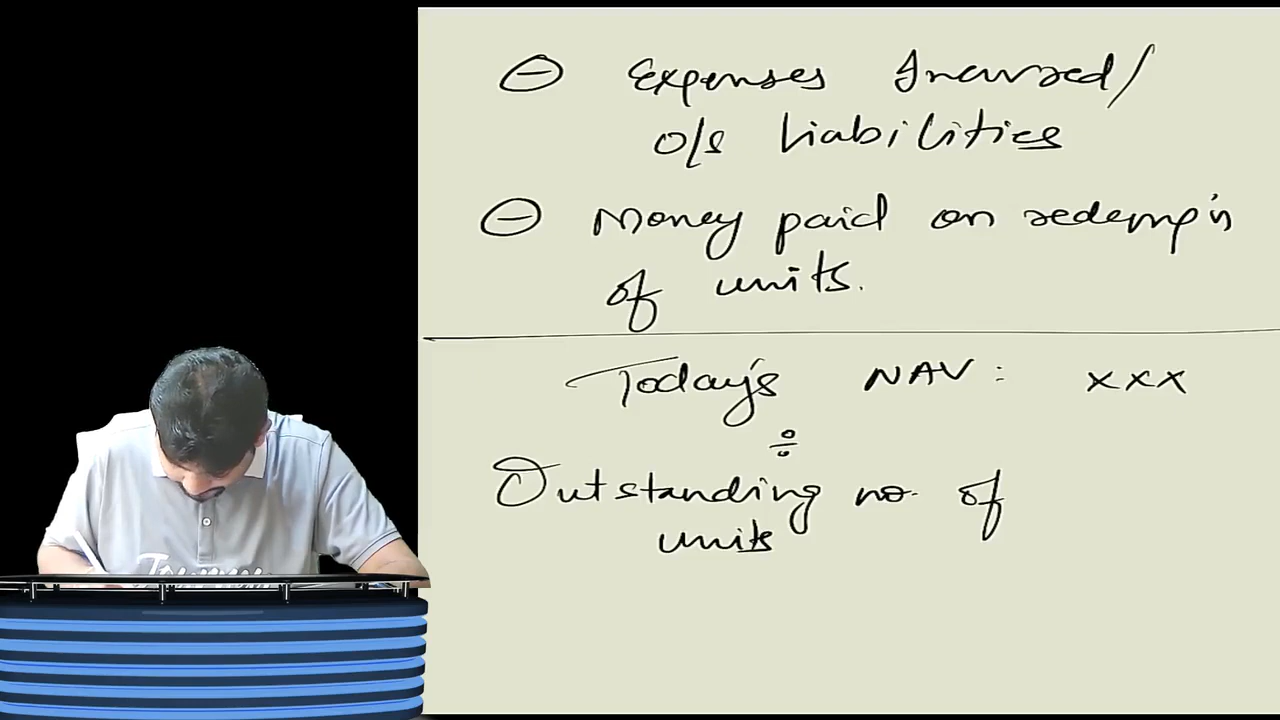 ⊖ Expenses Incurred/
o/s Liabilities
⊖ Money paid on redemp'n
of units.
Today's NAV : xxx
÷
Outstanding no. of
units